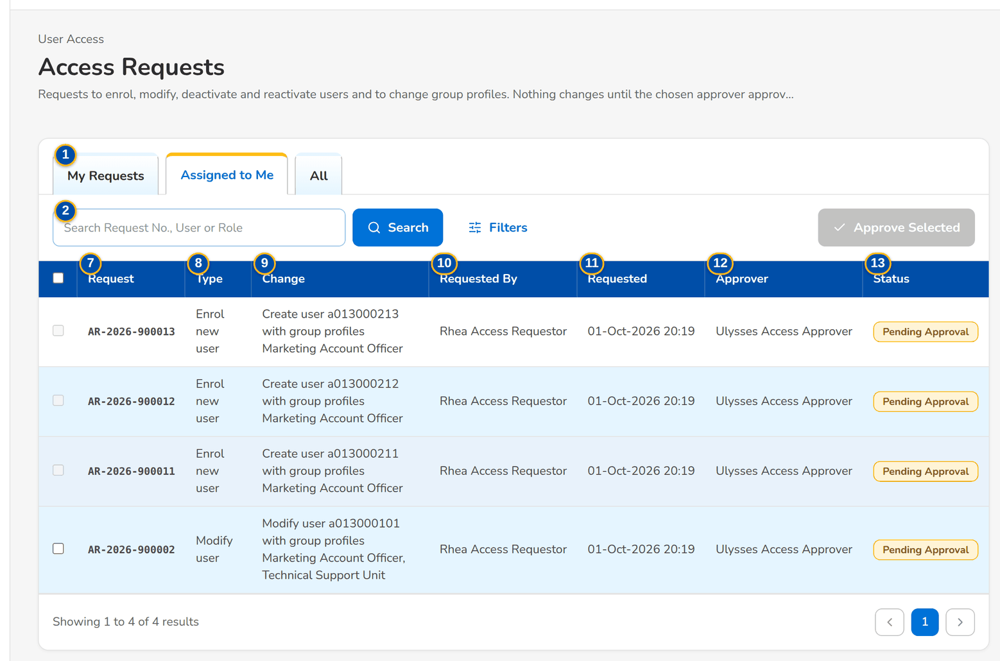 User Access
Access Requests
Requests to enrol, modify, deactivate and reactivate users and to change group profiles. Nothing changes until the chosen approver approv...
1
My Requests
Assigned to Me
All
2
Search Request No., User or Role
Search
Filters
Approve Selected
7 8 9 10 11 12 13
Request Type Change Requested By Requested Approver Status
AR-2026-900013
Enrol
new
user
Create user a013000213
with group profiles
Marketing Account Officer
Rhea Access Requestor
01-Oct-2026 20:19
Ulysses Access Approver
Pending Approval
AR-2026-900012
Enrol
new
user
Create user a013000212
with group profiles
Marketing Account Officer
Rhea Access Requestor
01-Oct-2026 20:19
Ulysses Access Approver
Pending Approval
AR-2026-900011
Enrol
new
user
Create user a013000211
with group profiles
Marketing Account Officer
Rhea Access Requestor
01-Oct-2026 20:19
Ulysses Access Approver
Pending Approval
AR-2026-900002
Modify
user
Modify user a013000101
with group profiles
Marketing Account Officer,
Technical Support Unit
Rhea Access Requestor
01-Oct-2026 20:19
Ulysses Access Approver
Pending Approval
Showing 1 to 4 of 4 results
1